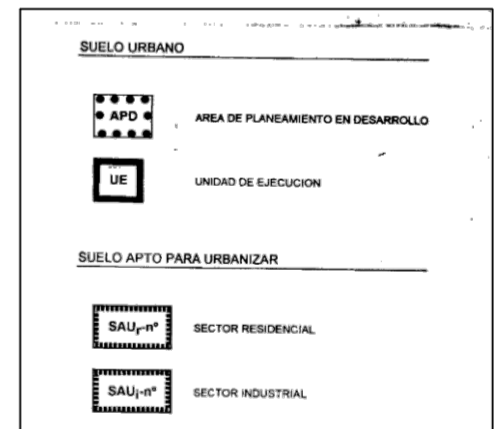 SUELO URBANO
APD
AREA DE PLANEAMIENTO EN DESARROLLO
UE
UNIDAD DE EJECUCION
SUELO APTO PARA URBANIZAR
SAUr-nº
SECTOR RESIDENCIAL
SAUi-nº
SECTOR INDUSTRIAL